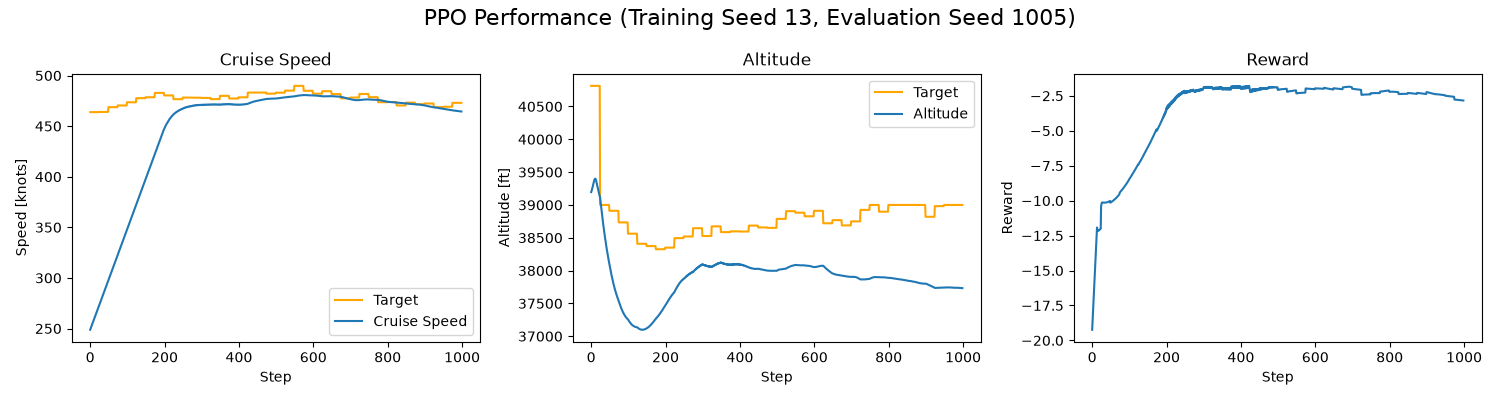 PPO Performance (Training Seed 13, Evaluation Seed 1005)
Cruise Speed
500
450
400
350
300
250
Speed [knots]
0 200 400 600 800 1000
Step
Target
Cruise Speed
Altitude
40500
40000
39500
39000
38500
38000
37500
37000
Altitude [ft]
0 200 400 600 800 1000
Step
Target
Altitude
Reward
−2.5
−5.0
−7.5
−10.0
−12.5
−15.0
−17.5
−20.0
Reward
0 200 400 600 800 1000
Step